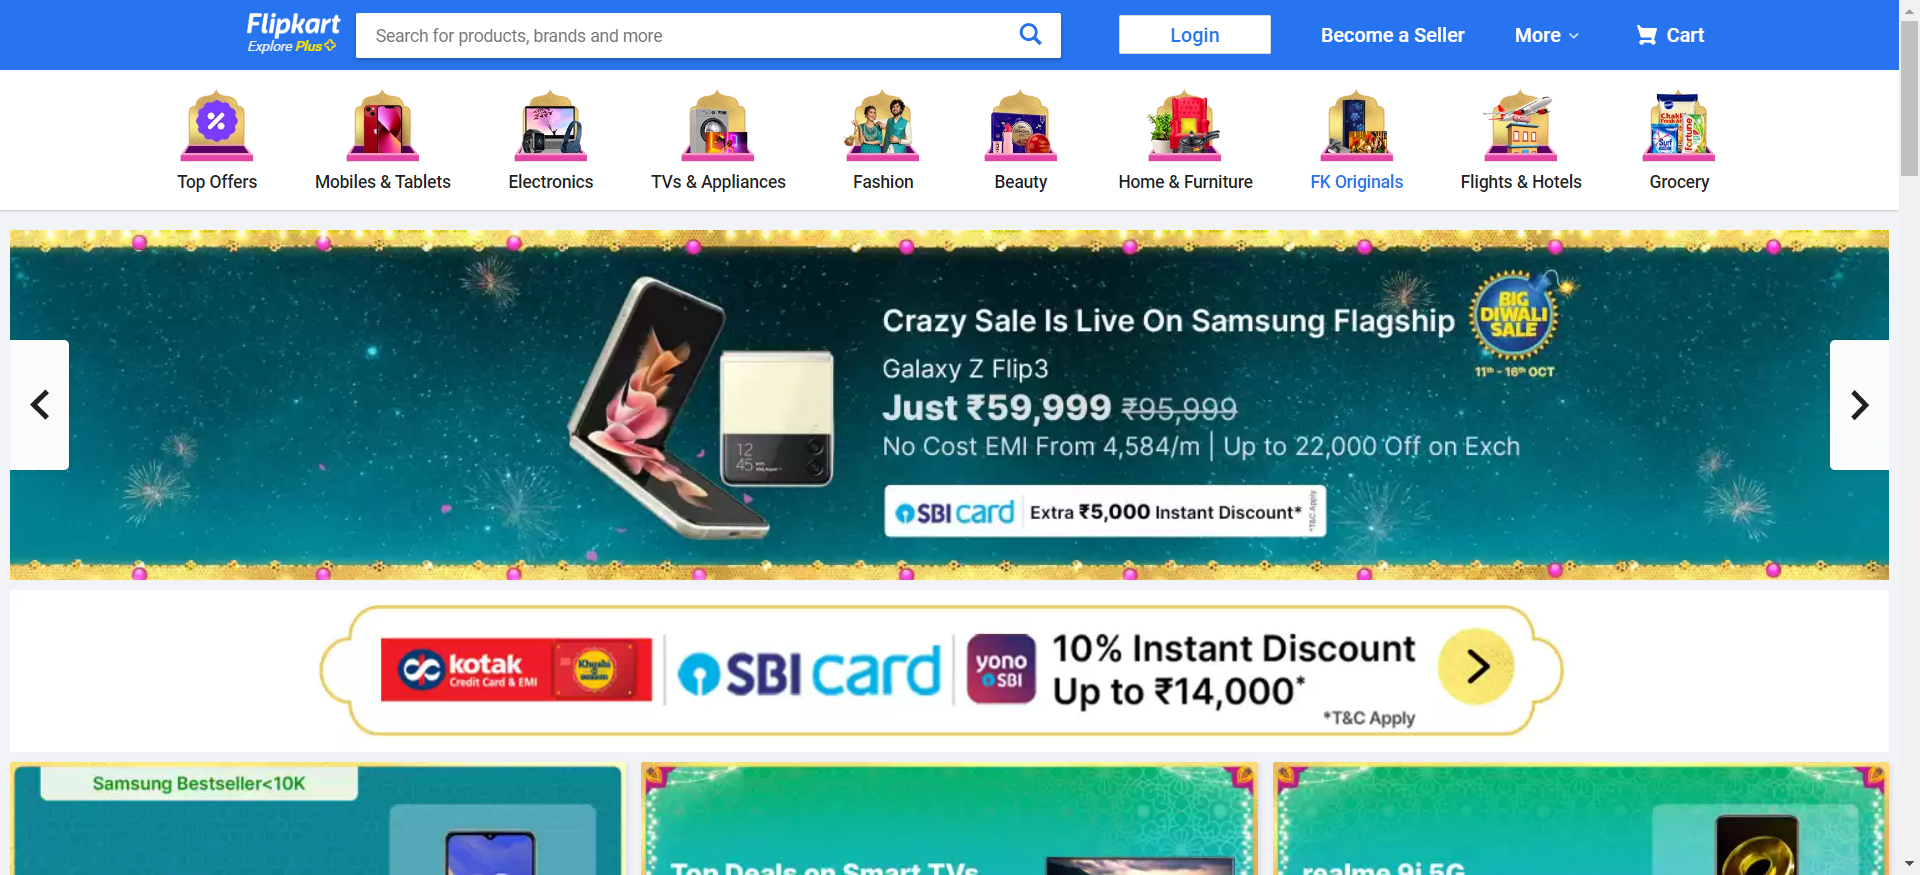 Flipkart
Explore Plus
Search for products, brands and more
Login
Become a Seller
More
Cart
Top Offers
Mobiles & Tablets
Electronics
TVs & Appliances
Fashion
Beauty
Home & Furniture
FK Originals
Flights & Hotels
Grocery
Crazy Sale Is Live On Samsung Flagship
BIG
DIWALI
SALE
11th - 16th OCT
Galaxy Z Flip3
Just ₹59,999 ₹95,999
No Cost EMI From 4,584/m | Up to 22,000 Off on Exch
12
45
SBI card Extra ₹5,000 Instant Discount*
*T&C Apply
kotak
Credit Card & EMI
SBI card
yono
SBI
10% Instant Discount
Up to ₹14,000*
*T&C Apply
Samsung Bestseller<10K
Top Deals on Smart TVs
realme 9i 5G